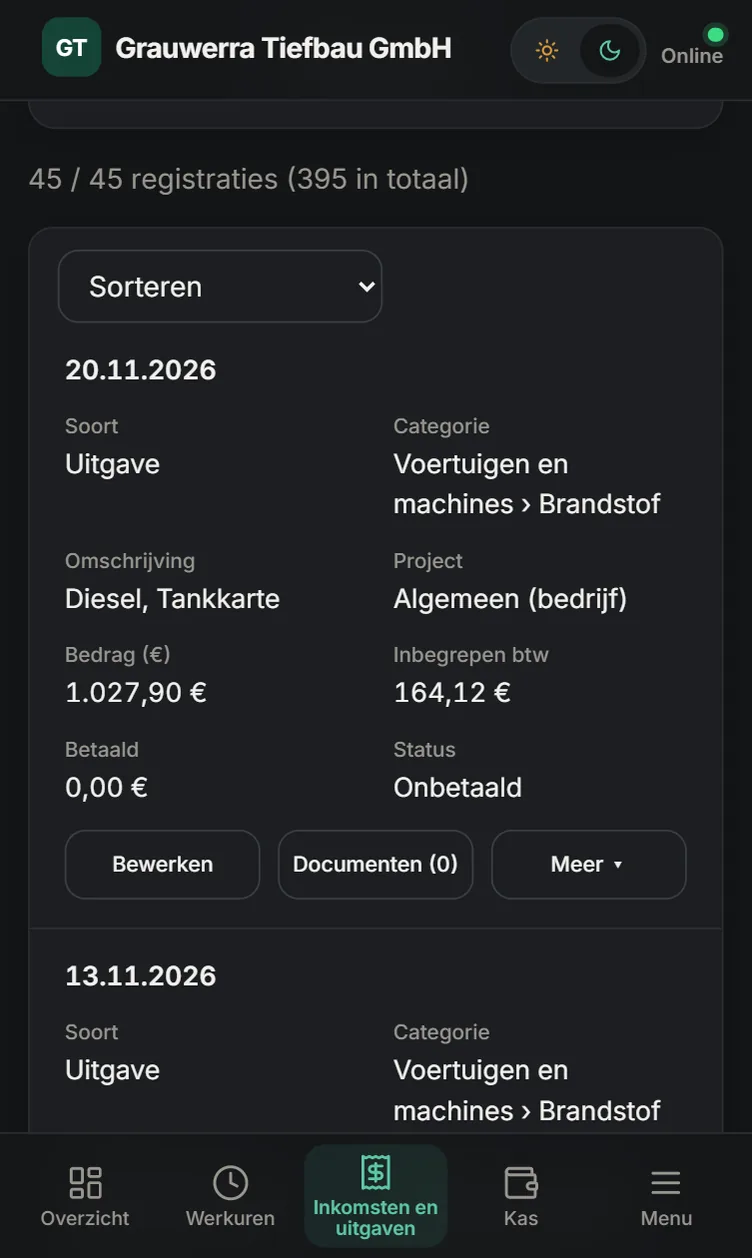 GT
Grauwerra Tiefbau GmbH
Online
45 / 45 registraties (395 in totaal)
Sorteren
20.11.2026
Soort
Categorie
Uitgave
Voertuigen en
machines › Brandstof
Omschrijving
Project
Diesel, Tankkarte
Algemeen (bedrijf)
Bedrag (€)
Inbegrepen btw
1.027,90 €
164,12 €
Betaald
Status
0,00 €
Onbetaald
Bewerken
Documenten (0)
Meer ▾
13.11.2026
Soort
Categorie
Uitgave
Voertuigen en
machines › Brandstof
Overzicht
Werkuren
Inkomsten en
uitgaven
Kas
Menu